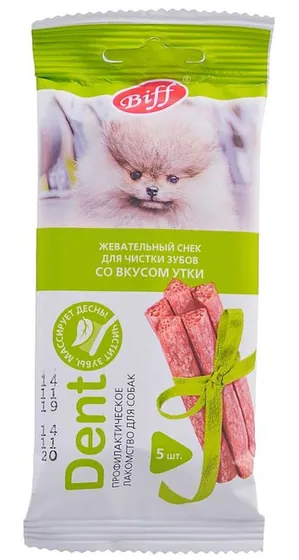 Biff
ЖЕВАТЕЛЬНЫЙ СНЕК
ДЛЯ ЧИСТКИ ЗУБОВ
СО ВКУСОМ УТКИ
МАССИРУЕТ ДЕСНЫ
ЧИСТИТ ЗУБЫ,
Dent
ПРОФИЛАКТИЧЕСКОЕ
ЛАКОМСТВО ДЛЯ СОБАК
5 шт.
14
11
19
14
11
20